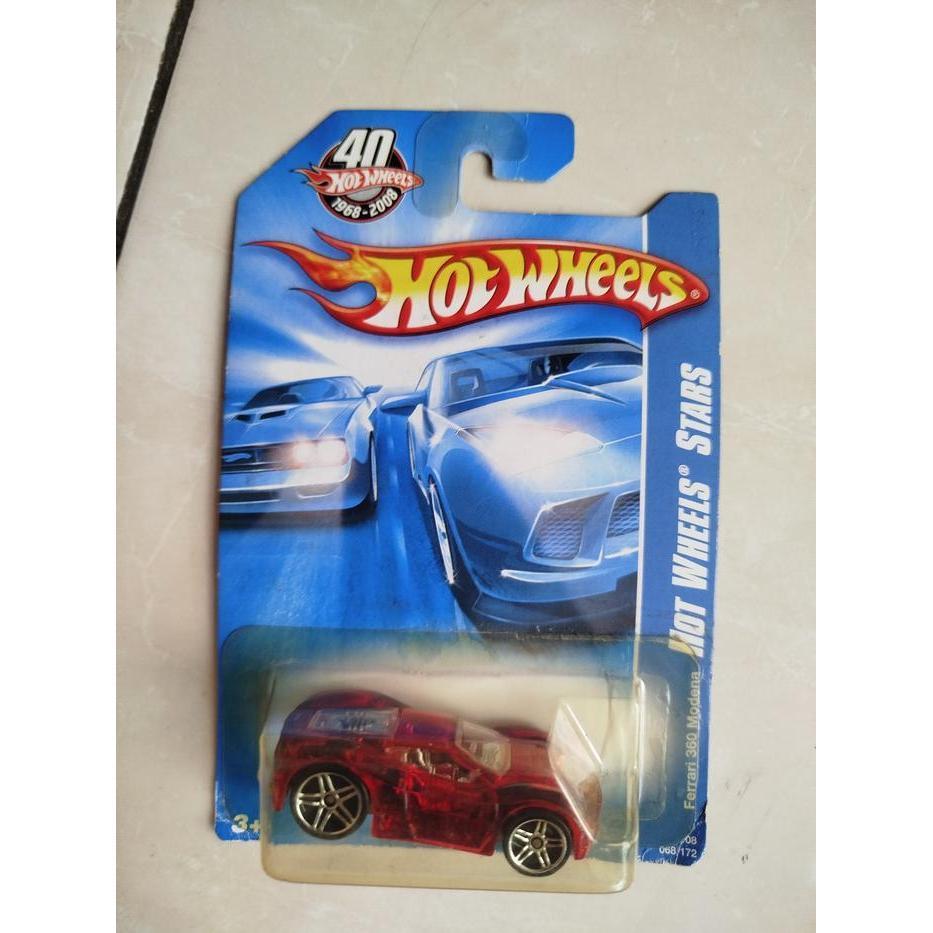 40
HOT WHEELS
1968-2008
HOT WHEELS®
HOT WHEELS® STARS
Ferrari 360 Modena
3+
08
068/172